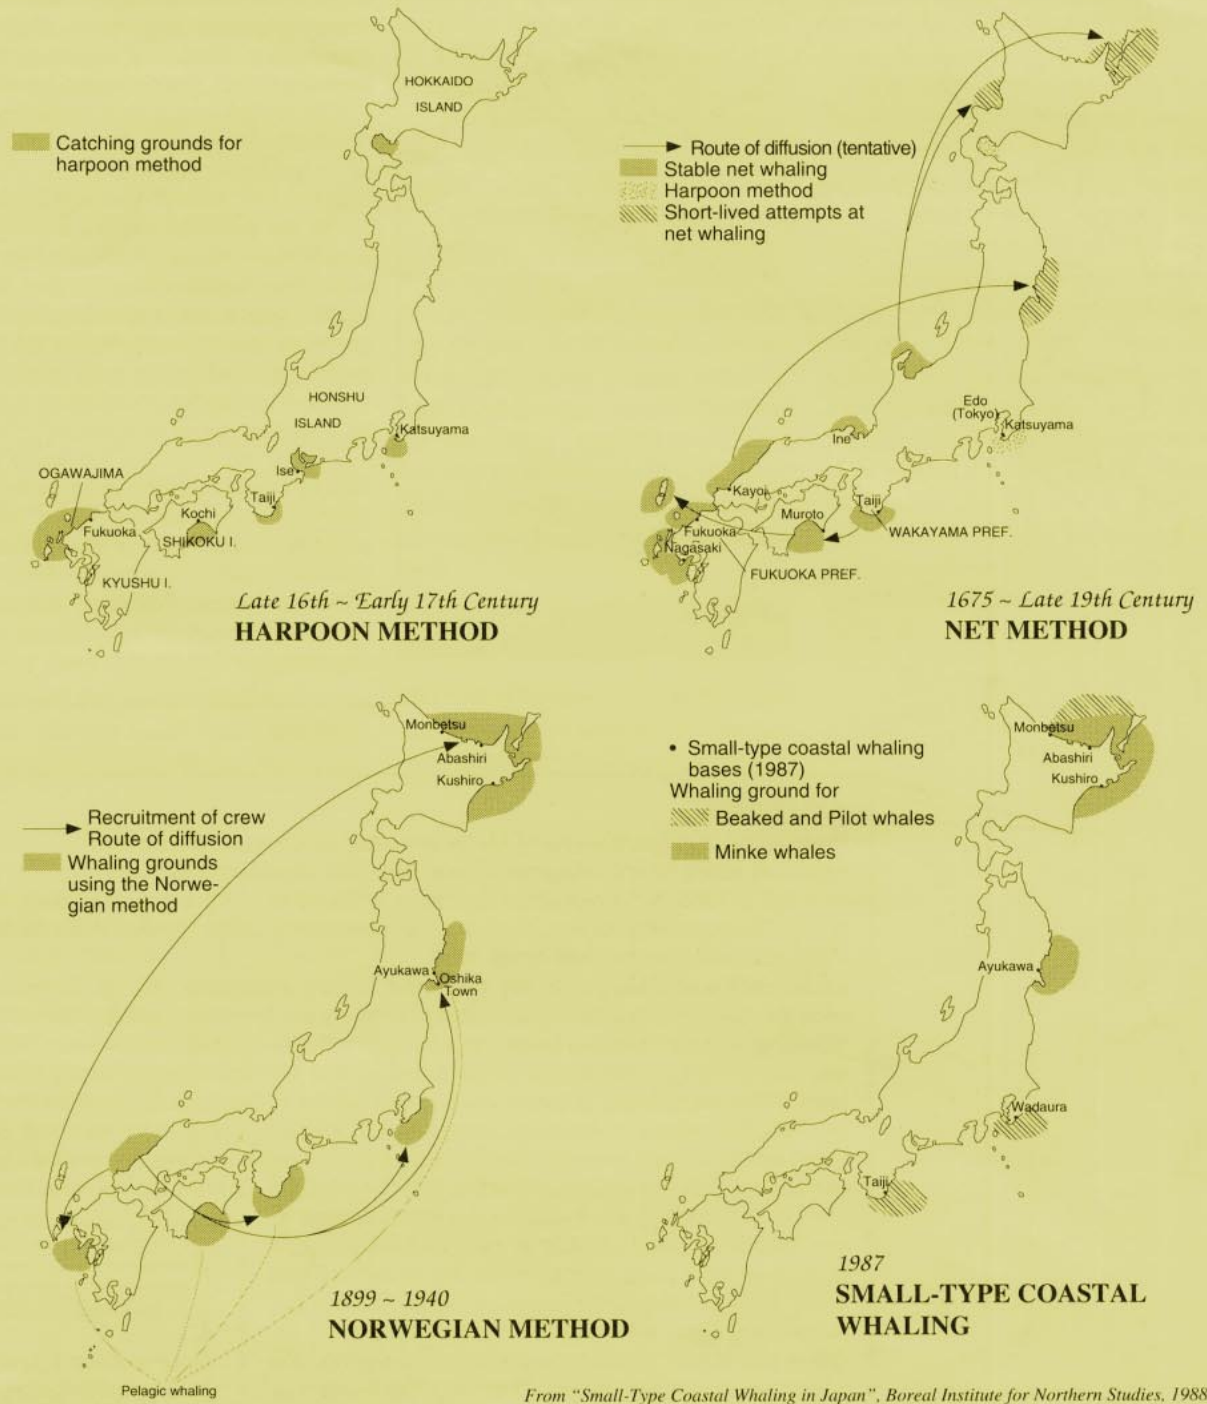 HOKKAIDO
ISLAND
Catching grounds for
harpoon method
HONSHU
ISLAND
Katsuyama
OGAWAJIMA
Ise
Taiji
Kochi
Fukuoka
SHIKOKU I.
KYUSHU I.
Late 16th ~ Early 17th Century
HARPOON METHOD
Route of diffusion (tentative)
Stable net whaling
Harpoon method
Short-lived attempts at
net whaling
Edo
(Tokyo)
Katsuyama
Ine
Kayoi
Muroto
Taiji
Fukuoka
WAKAYAMA PREF.
Nagasaki
FUKUOKA PREF.
1675 ~ Late 19th Century
NET METHOD
Monbetsu
Abashiri
Kushiro
Recruitment of crew
Route of diffusion
Whaling grounds
using the Norwe-
gian method
Ayukawa
Oshika
Town
1899 ~ 1940
NORWEGIAN METHOD
Pelagic whaling
Monbetsu
Abashiri
Kushiro
• Small-type coastal whaling
bases (1987)
Whaling ground for
Beaked and Pilot whales
Minke whales
Ayukawa
Wadaura
Taiji
1987
SMALL-TYPE COASTAL
WHALING
From "Small-Type Coastal Whaling in Japan", Boreal Institute for Northern Studies, 1988